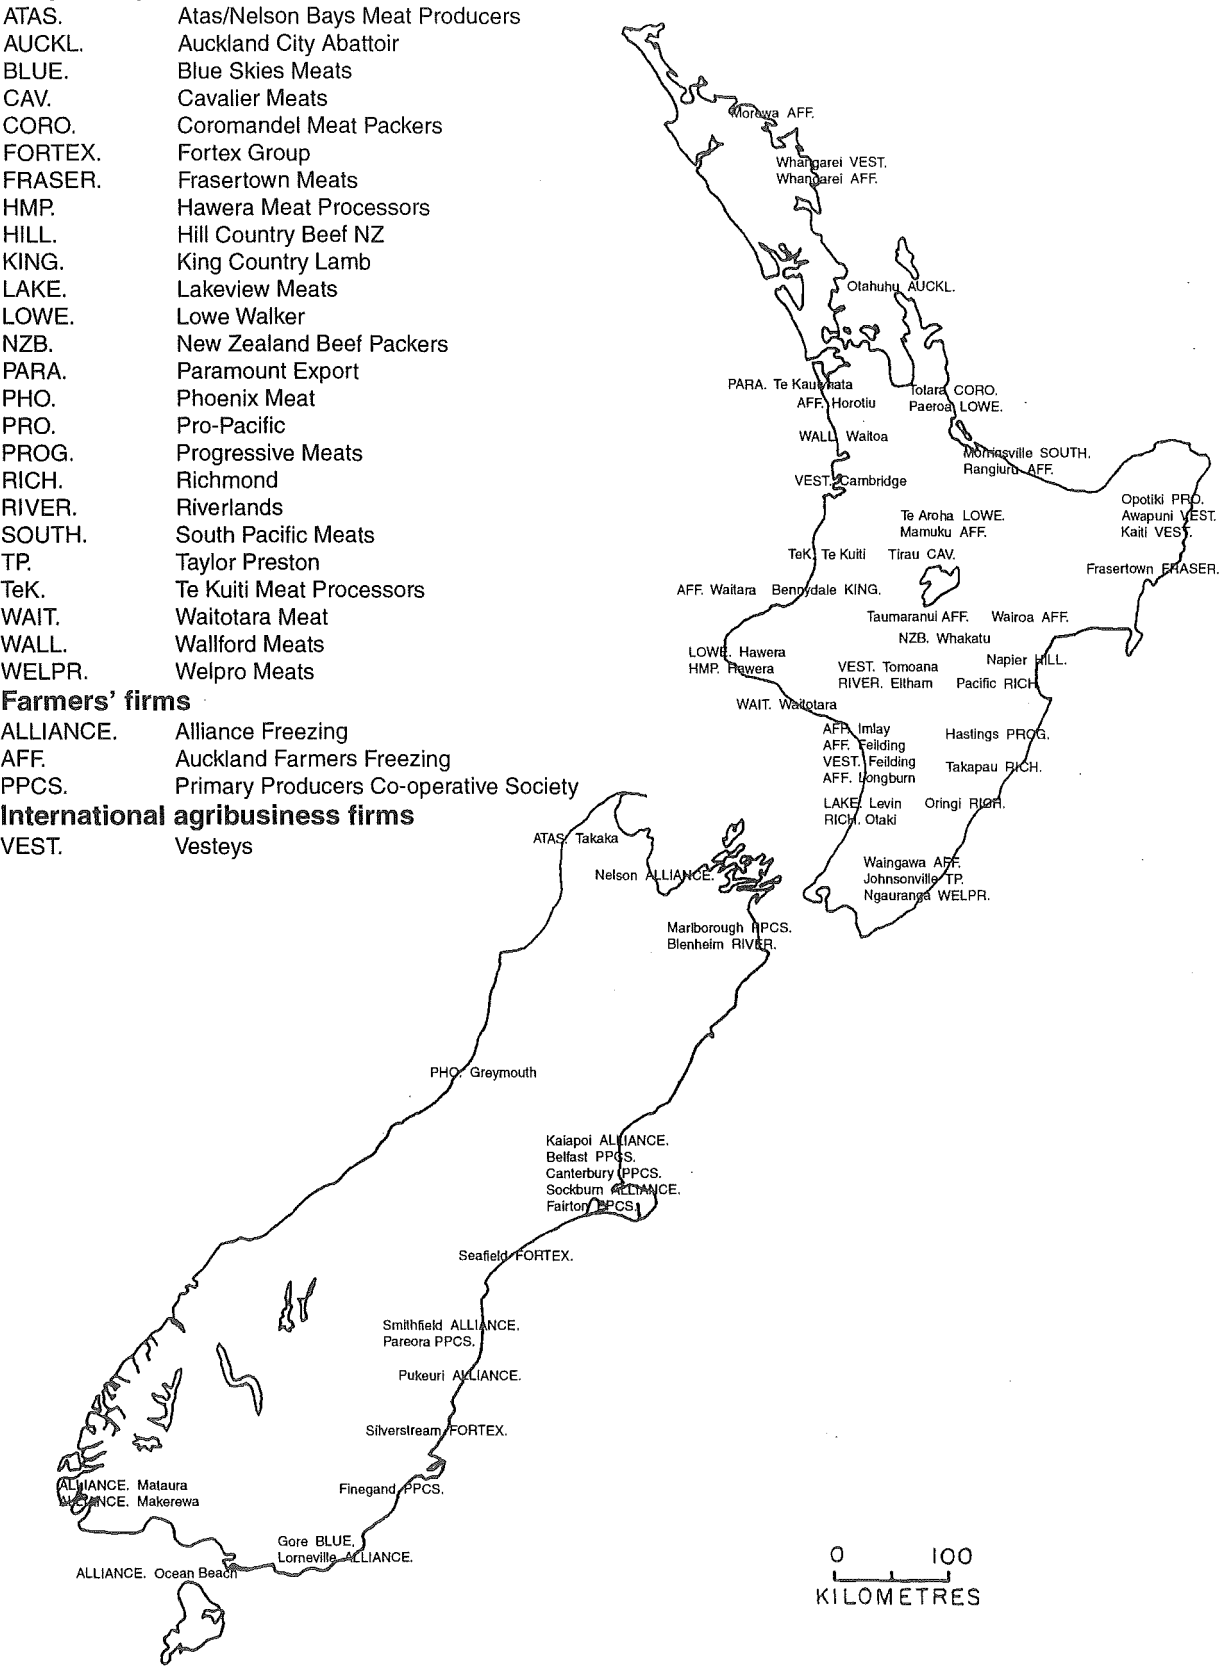 ATAS. Atas/Nelson Bays Meat Producers
AUCKL. Auckland City Abattoir
BLUE. Blue Skies Meats
CAV. Cavalier Meats
CORO. Coromandel Meat Packers
FORTEX. Fortex Group
FRASER. Frasertown Meats
HMP. Hawera Meat Processors
HILL. Hill Country Beef NZ
KING. King Country Lamb
LAKE. Lakeview Meats
LOWE. Lowe Walker
NZB. New Zealand Beef Packers
PARA. Paramount Export
PHO. Phoenix Meat
PRO. Pro-Pacific
PROG. Progressive Meats
RICH. Richmond
RIVER. Riverlands
SOUTH. South Pacific Meats
TP. Taylor Preston
TeK. Te Kuiti Meat Processors
WAIT. Waitotara Meat
WALL. Wallford Meats
WELPR. Welpro Meats
Farmers' firms
ALLIANCE. Alliance Freezing
AFF. Auckland Farmers Freezing
PPCS. Primary Producers Co-operative Society
International agribusiness firms
VEST. Vesteys
Morewa AFF.
Whangarei VEST.
Whangarei AFF.
Otahuhu AUCKL.
PARA. Te Kauwhata
Totara CORO.
AFF. Horotiu
Paeroa LOWE.
WALL. Waitoa
Morrinsville SOUTH.
Rangiuru AFF.
VEST. Cambridge
Opotiki PRO.
Awapuni VEST.
Kaiti VEST.
Te Aroha LOWE.
Mamuku AFF.
TeK. Te Kuiti
Tirau CAV.
Frasertown FRASER.
AFF. Waitara
Bennydale KING.
Taumaranui AFF.
Wairoa AFF.
NZB. Whakatu
LOWE. Hawera
HMP. Hawera
Napier HILL.
VEST. Tomoana
RIVER. Eltham
Pacific RICH.
WAIT. Waitotara
AFF. Imlay
AFF. Feilding
VEST. Feilding
AFF. Longburn
Hastings PROG.
Takapau RICH.
LAKE. Levin
RICH. Otaki
Oringi RICH.
Waingawa AFF.
Johnsonville TP.
Ngauranga WELPR.
ATAS. Takaka
Nelson ALLIANCE.
Marlborough PPCS.
Blenheim RIVER.
PHO. Greymouth
Kaiapoi ALLIANCE.
Belfast PPCS.
Canterbury PPCS.
Sockburn ALLIANCE.
Fairton PPCS.
Seafield FORTEX.
Smithfield ALLIANCE.
Pareora PPCS.
Pukeuri ALLIANCE.
Silverstream FORTEX.
ALLIANCE. Mataura
ALLIANCE. Makerewa
Finegand PPCS.
Gore BLUE.
Lorneville ALLIANCE.
ALLIANCE. Ocean Beach
0 100
KILOMETRES